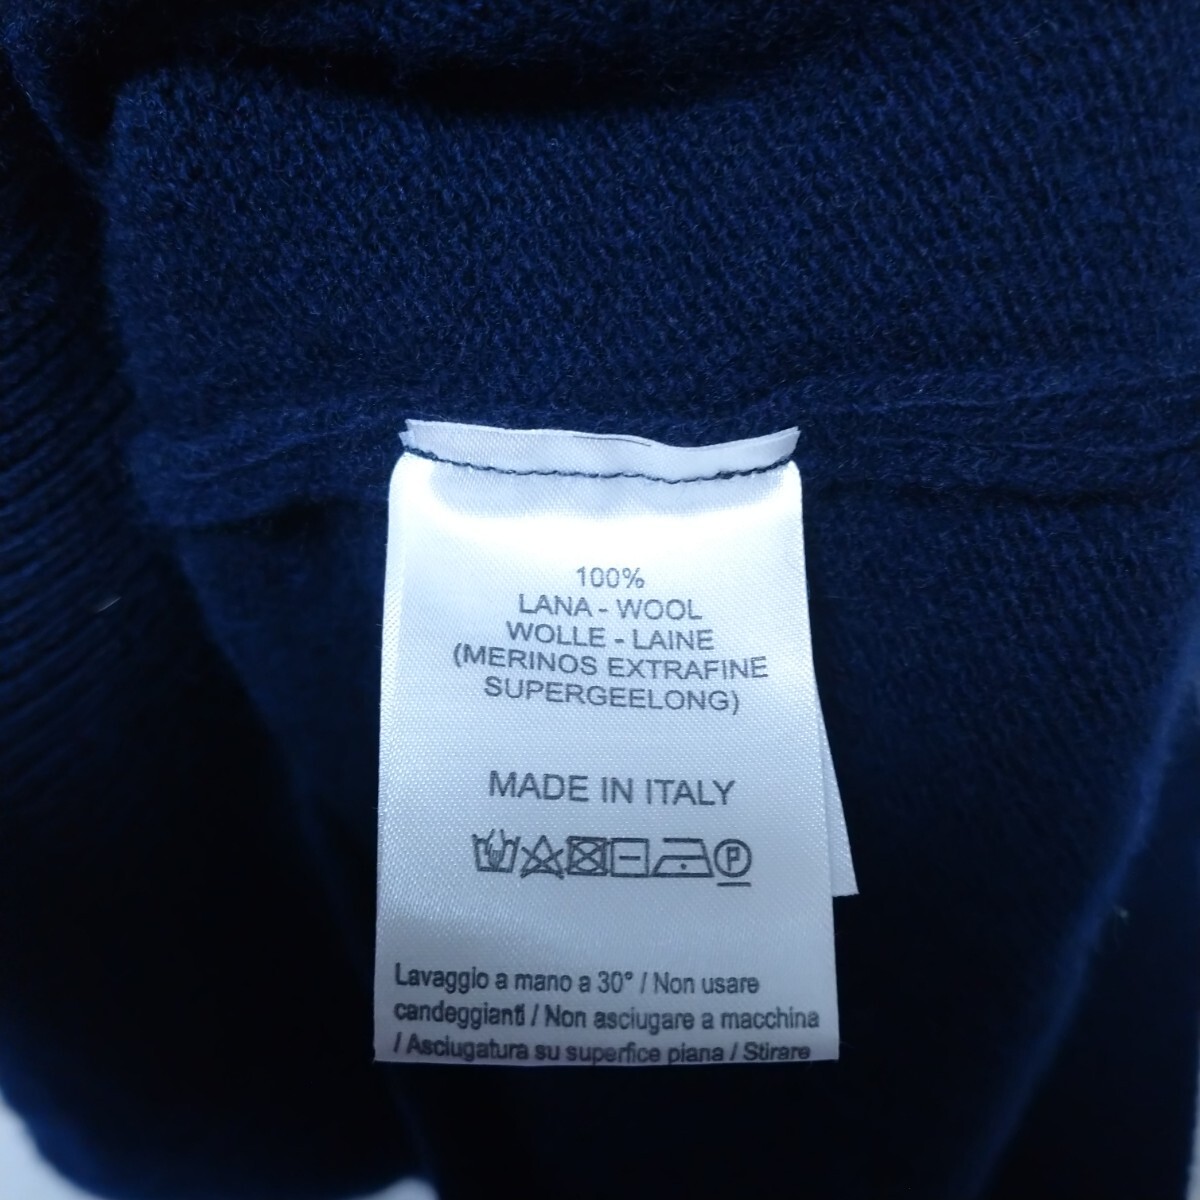 100%
LANA - WOOL
WOLLE - LAINE
(MERINOS EXTRAFINE
SUPERGEELONG)
MADE IN ITALY
P
Lavaggio a mano a 30° / Non usare
candeggianti / Non asciugare a macchina
/ Asciugatura su superfice piana / Stirare